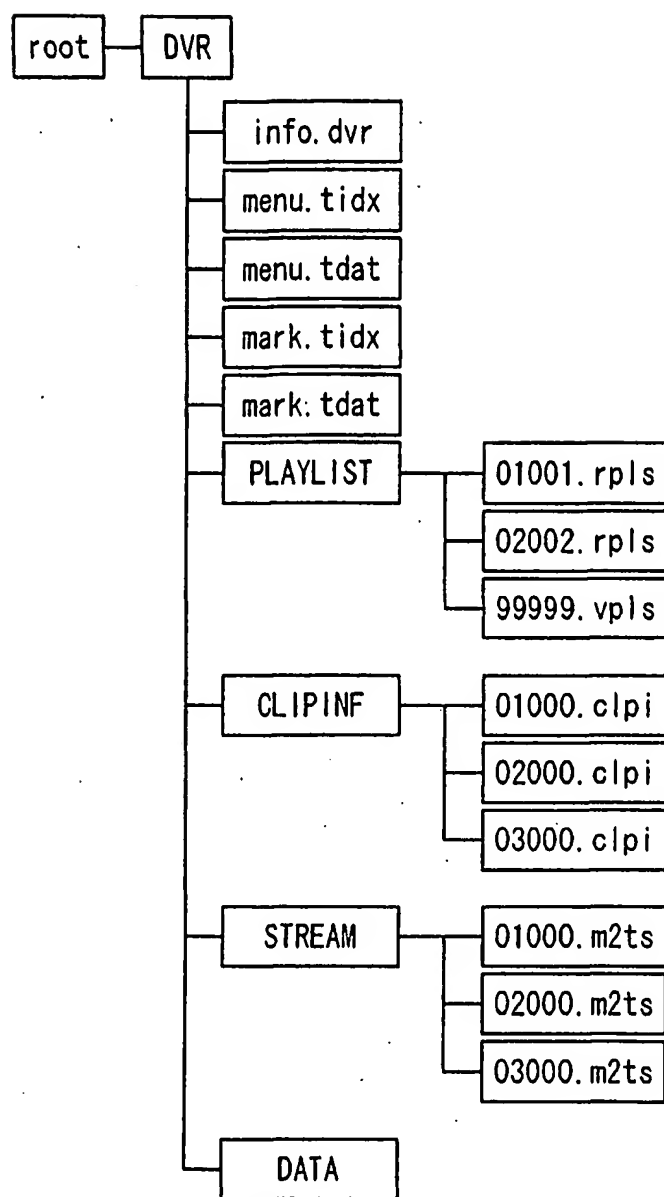 root DVR
info.dvr
menu.tidx
menu.tdat
mark.tidx
mark.tdat
PLAYLIST 01001.rpls
02002.rpls
99999.vpls
CLIPINF 01000.clpi
02000.clpi
03000.clpi
STREAM 01000.m2ts
02000.m2ts
03000.m2ts
DATA